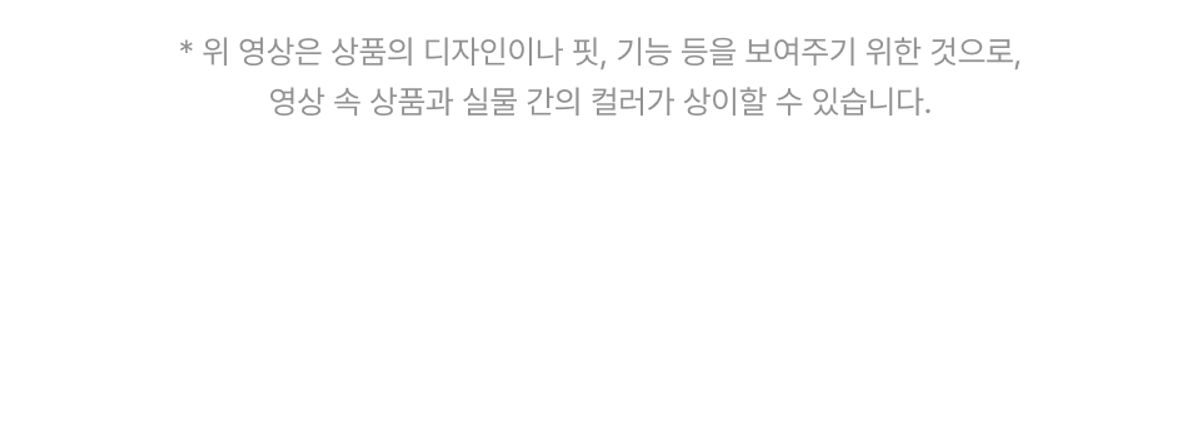 * 위 영상은 상품의 디자인이나 핏, 기능 등을 보여주기 위한 것으로,
영상 속 상품과 실물 간의 컬러가 상이할 수 있습니다.